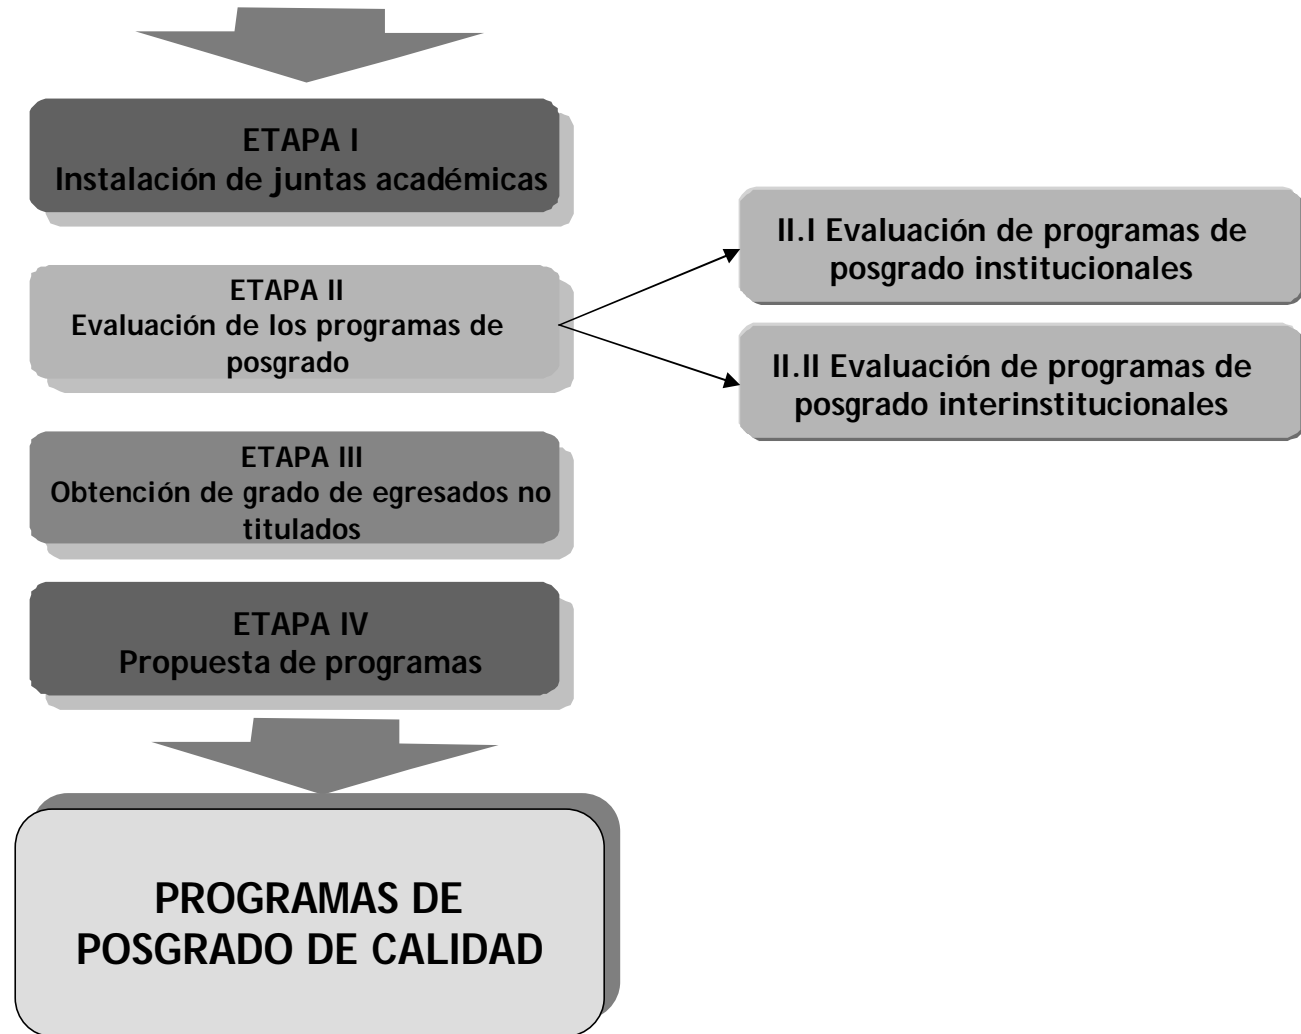 ETAPA I
Instalación de juntas académicas
ETAPA II
Evaluación de los programas de
posgrado
II.I Evaluación de programas de
posgrado institucionales
II.II Evaluación de programas de
posgrado interinstitucionales
ETAPA III
Obtención de grado de egresados no
titulados
ETAPA IV
Propuesta de programas
PROGRAMAS DE
POSGRADO DE CALIDAD